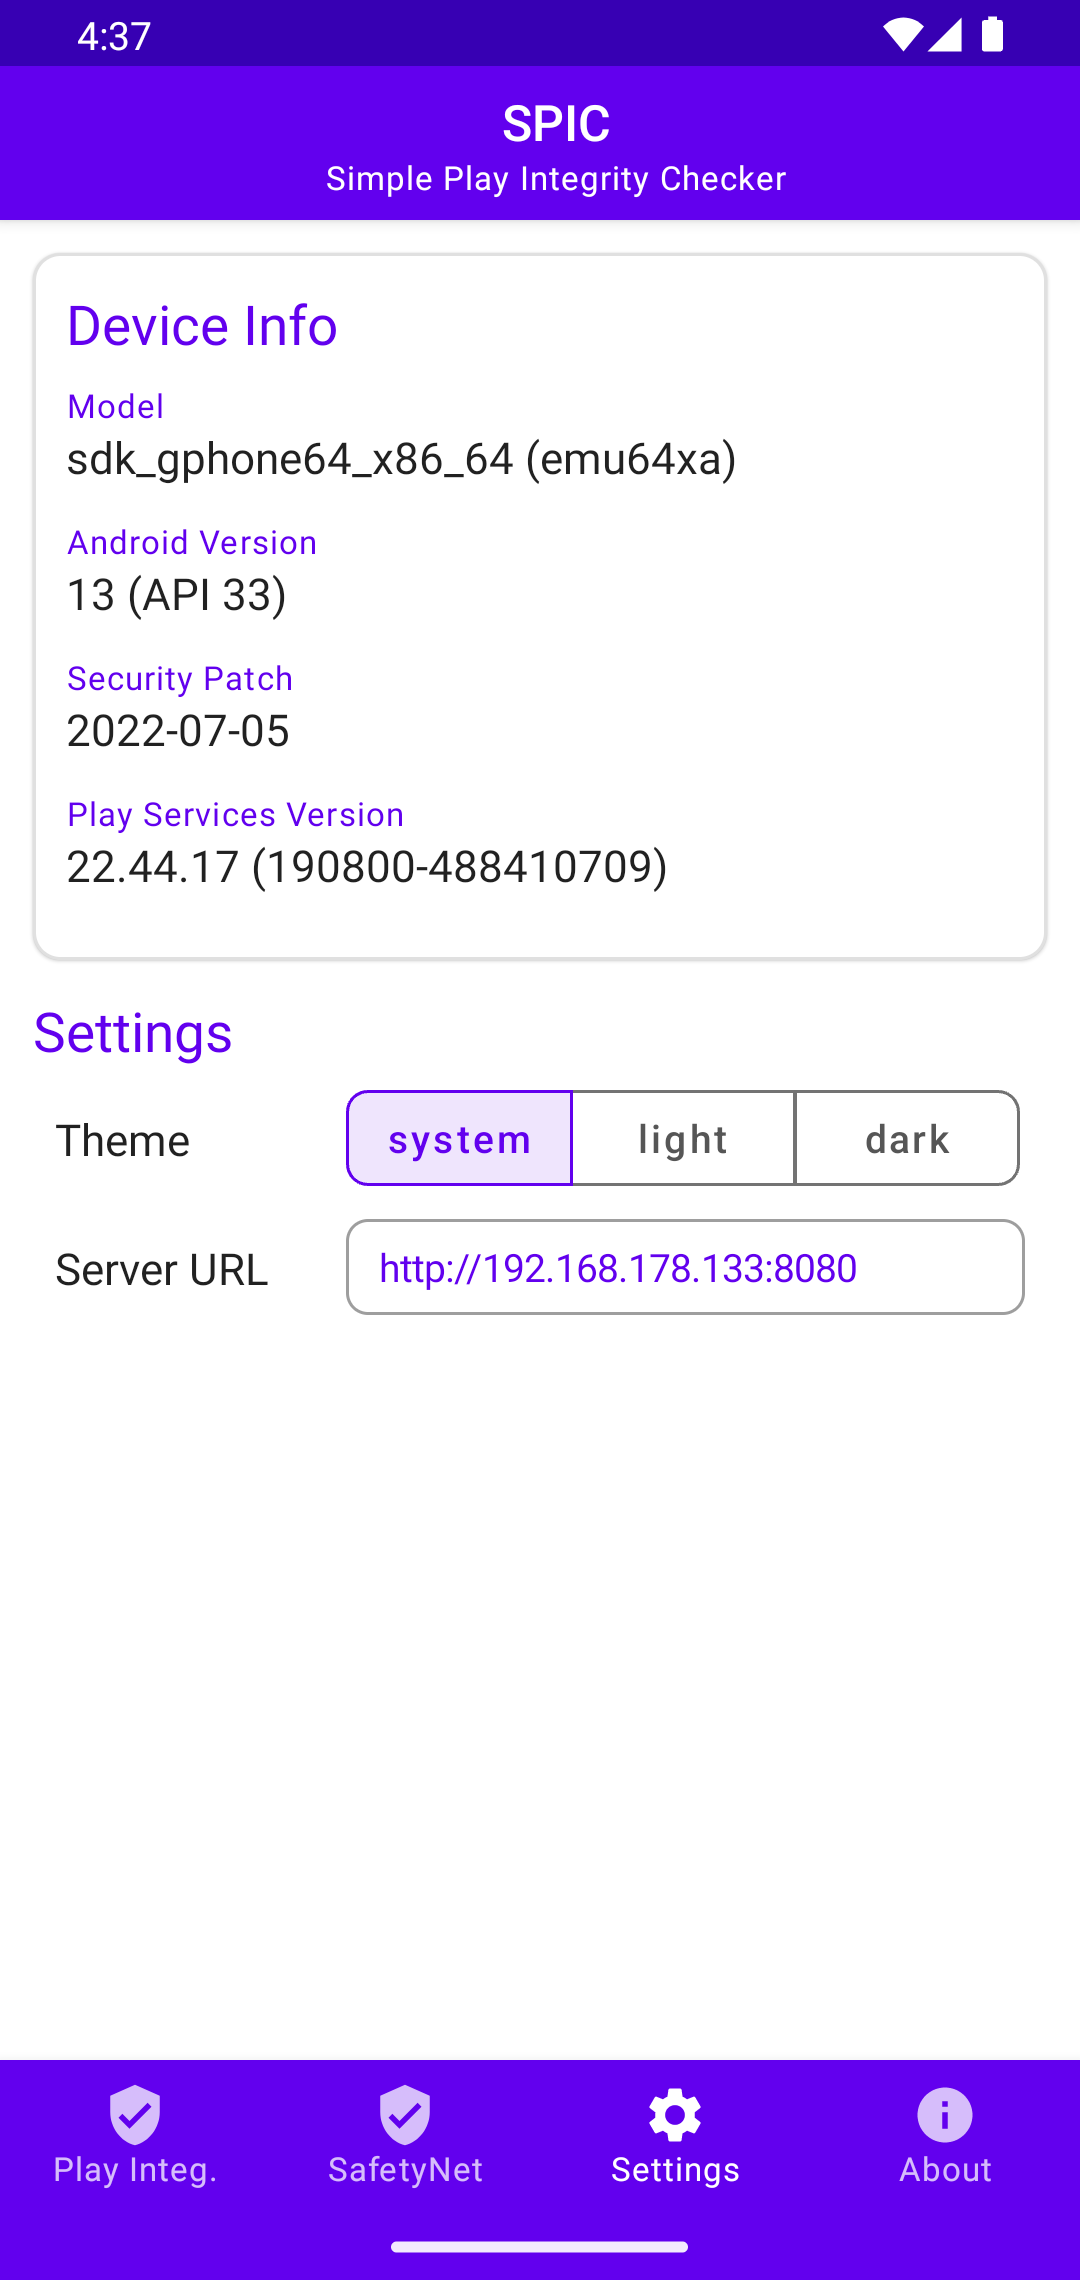 4:37
SPIC
Simple Play Integrity Checker
Device Info
Model
sdk_gphone64_x86_64 (emu64xa)
Android Version
13 (API 33)
Security Patch
2022-07-05
Play Services Version
22.44.17 (190800-488410709)
Settings
Theme system light dark
Server URL http://192.168.178.133:8080
Play Integ. SafetyNet Settings About